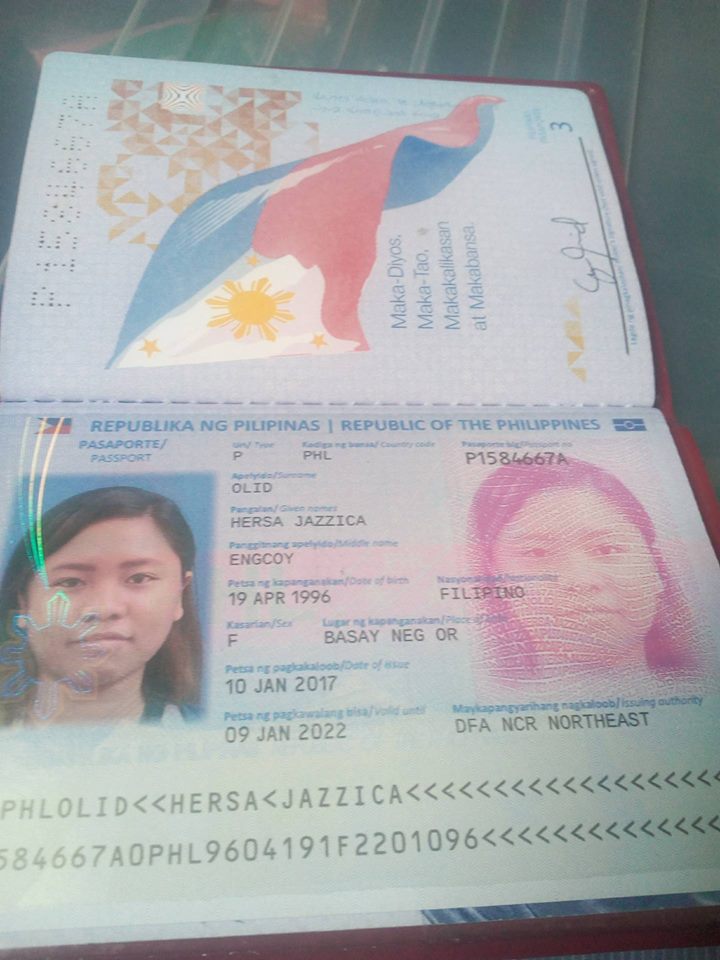 Maka-Diyos,
Maka-Tao,
Makakalikasan
at Makabansa.
3
REPUBLIKA NG PILIPINAS | REPUBLIC OF THE PHILIPPINES
PASAPORTE/
PASSPORT
Uri/ Type
P
Kodigo ng bansa/ Country code
PHL
Pasaporte blg/Passport no
P1584667A
Apelyido/Surname
OLID
Pangalan/ Given names
HERSA JAZZICA
Panggitnang apelyido/Middle name
ENGCOY
Petsa ng kapanganakan/Date of birth
19 APR 1996
Nasyonalidad/Nationality
FILIPINO
Kasarian/Sex
F
Lugar ng kapanganakan/Place of birth
BASAY NEG OR
Petsa ng pagkakaloob/Date of issue
10 JAN 2017
Petsa ng pagkawalang bisa/Valid until
09 JAN 2022
Maykapangyarihang nagkaloob/Issuing authority
DFA NCR NORTHEAST
PHLOLID<<HERSA<JAZZICA<<<<<<<<<<<<<<<<<<<
584667A0PHL9604191F2201096<<<<<<<<<<<<<<